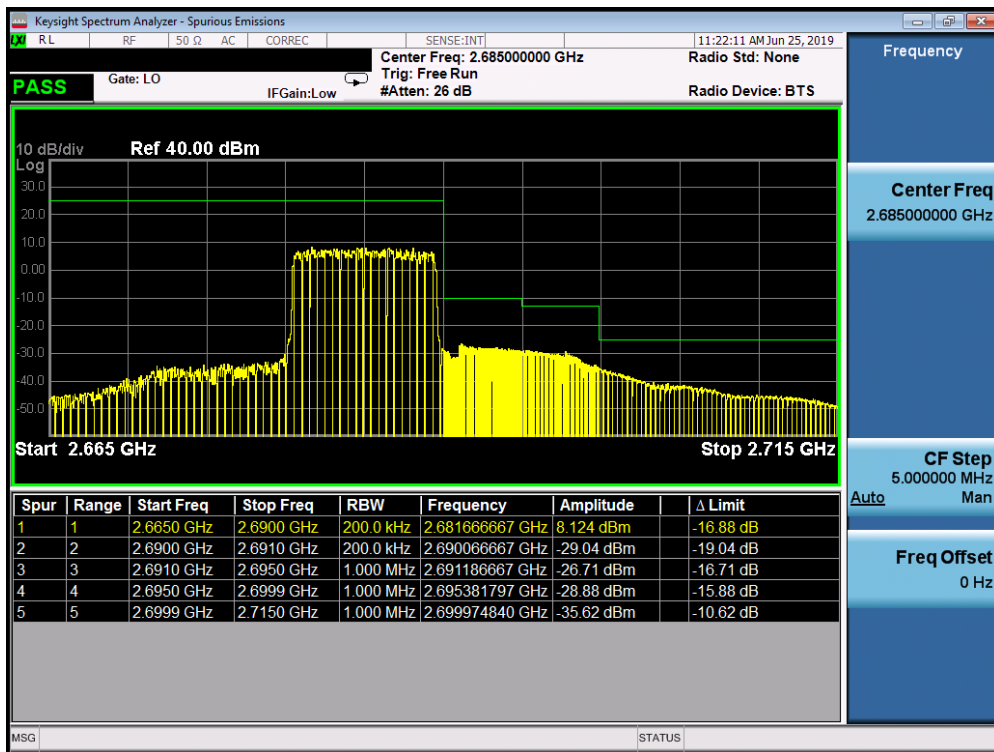 Keysight Spectrum Analyzer - Spurious Emissions
LXI RL RF 50 Ω AC CORREC SENSE:INT 11:22:11 AM Jun 25, 2019
Center Freq: 2.685000000 GHz Radio Std: None
PASS Gate: LO Trig: Free Run
IFGain:Low #Atten: 26 dB Radio Device: BTS
Frequency
10 dB/div Ref 40.00 dBm
Log
30.0
20.0
10.0
0.00
-10.0
-20.0
-30.0
-40.0
-50.0
Start 2.665 GHz Stop 2.715 GHz
Spur Range Start Freq Stop Freq RBW Frequency Amplitude Δ Limit
1 1 2.6650 GHz 2.6900 GHz 200.0 kHz 2.681666667 GHz 8.124 dBm -16.88 dB
2 2 2.6900 GHz 2.6910 GHz 200.0 kHz 2.690066667 GHz -29.04 dBm -19.04 dB
3 3 2.6910 GHz 2.6950 GHz 1.000 MHz 2.691186667 GHz -26.71 dBm -16.71 dB
4 4 2.6950 GHz 2.6999 GHz 1.000 MHz 2.695381797 GHz -28.88 dBm -15.88 dB
5 5 2.6999 GHz 2.7150 GHz 1.000 MHz 2.699974840 GHz -35.62 dBm -10.62 dB
Center Freq
2.685000000 GHz
CF Step
5.000000 MHz
Auto Man
Freq Offset
0 Hz
MSG STATUS